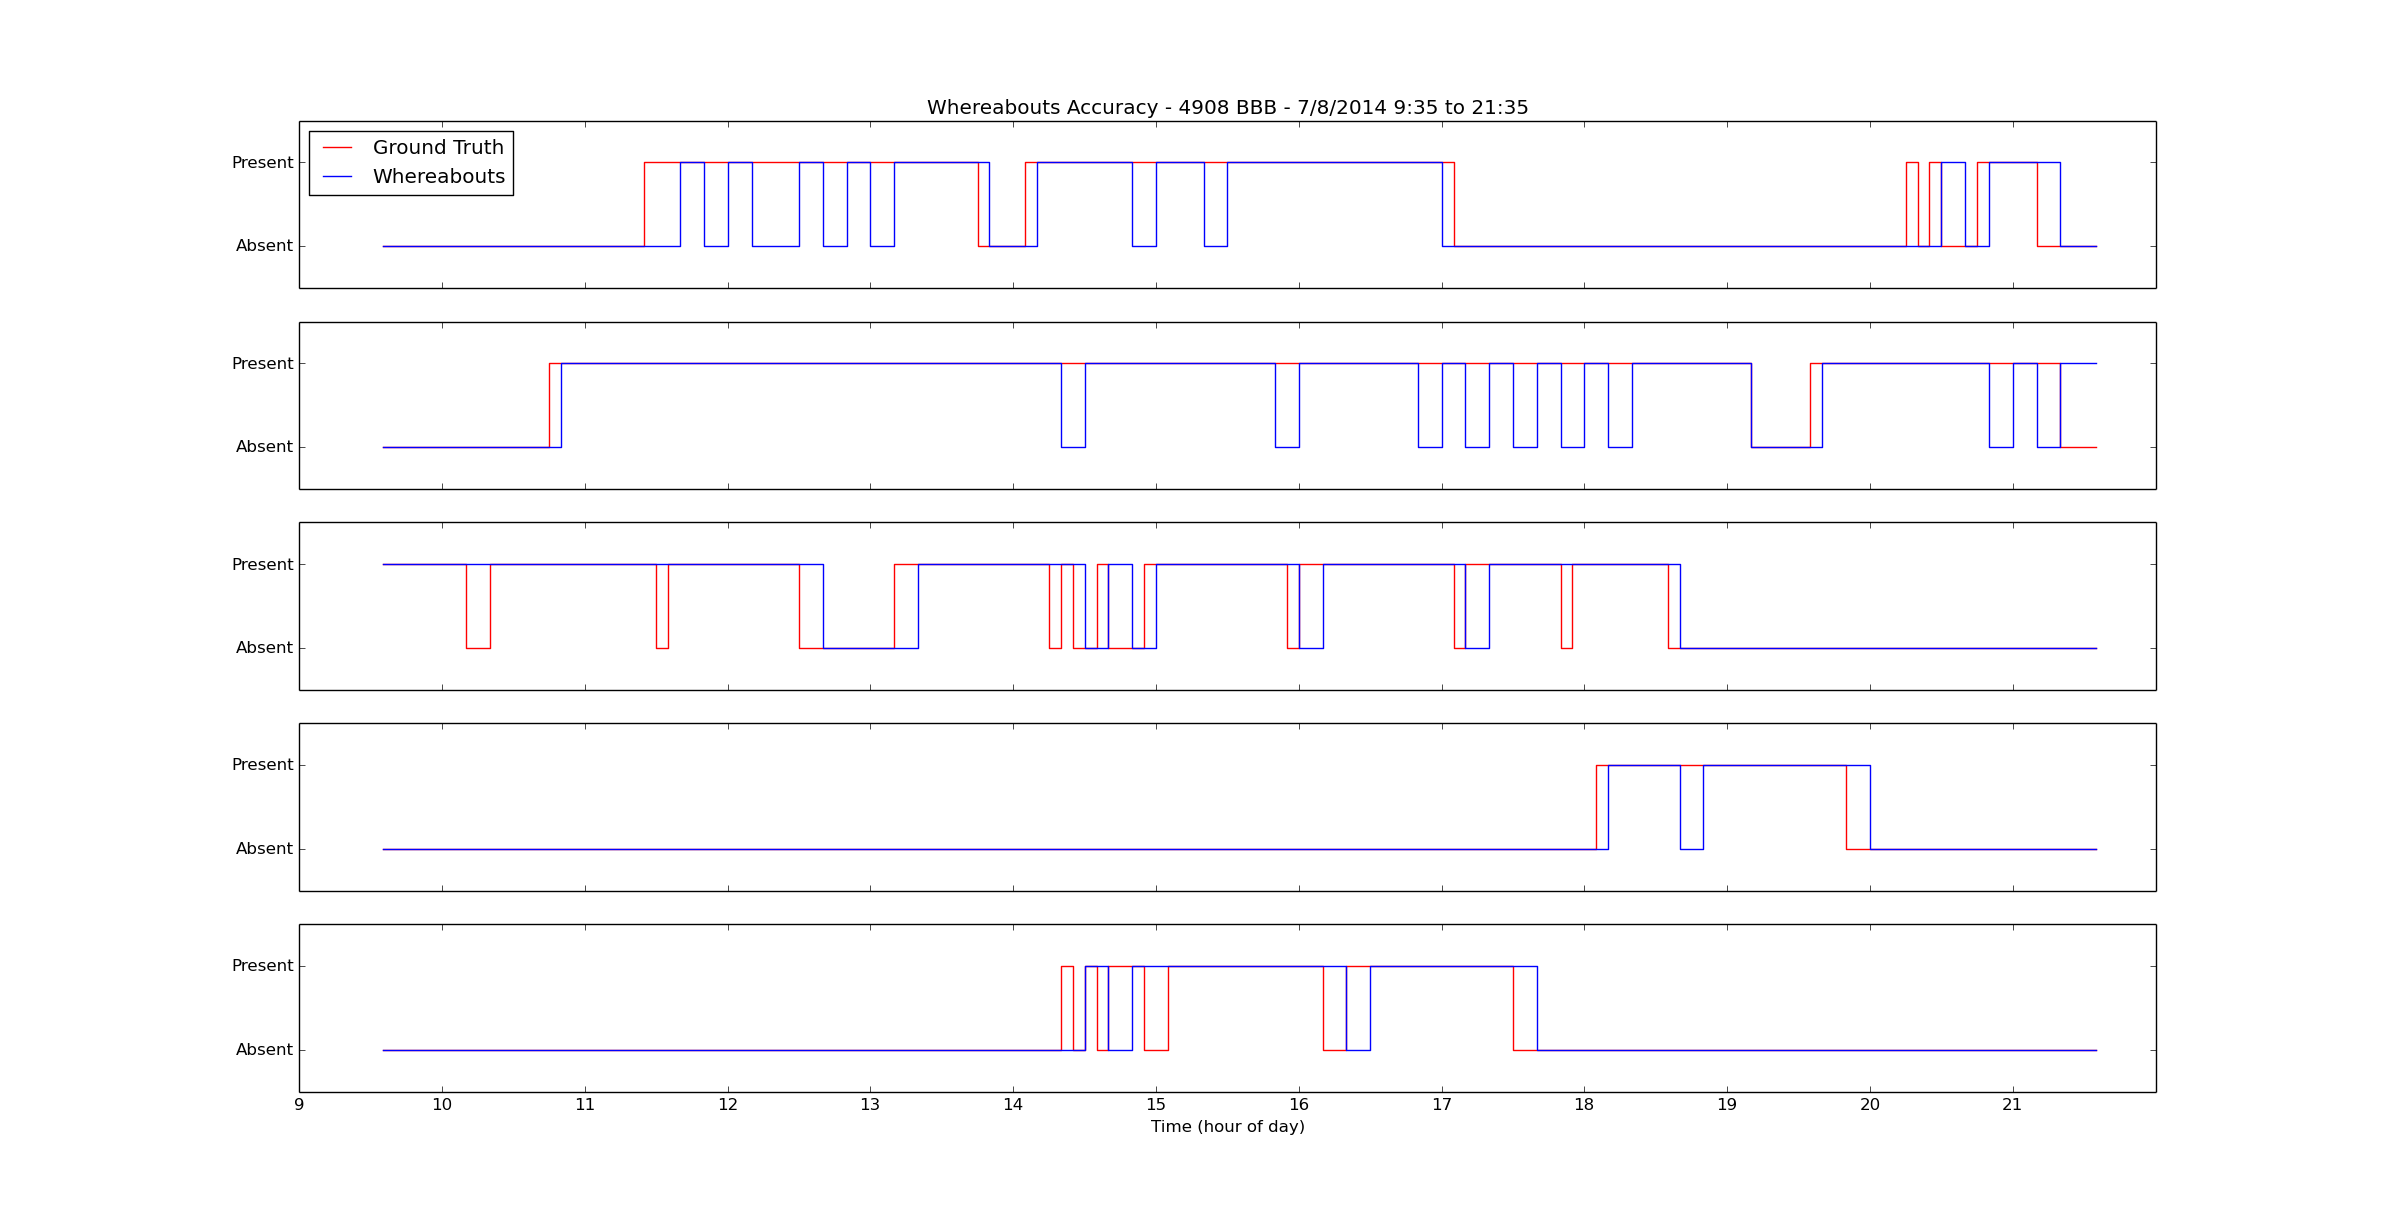 Whereabouts Accuracy - 4908 BBB - 7/8/2014 9:35 to 21:35
Ground Truth
Whereabouts
Present
Absent
Present
Absent
Present
Absent
Present
Absent
Present
Absent
9 10 11 12 13 14 15 16 17 18 19 20 21
Time (hour of day)